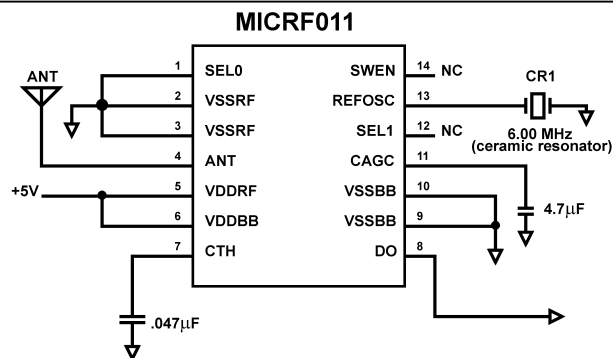 MICRF011
ANT
+5V
1 SEL0
2 VSSRF
3 VSSRF
4 ANT
5 VDDRF
6 VDDBB
7 CTH
.047µF
SWEN 14 NC
REFOSC 13
SEL1 12 NC
CAGC 11
VSSBB 10
VSSBB 9
DO 8
CR1
6.00 MHz
(ceramic resonator)
4.7µF